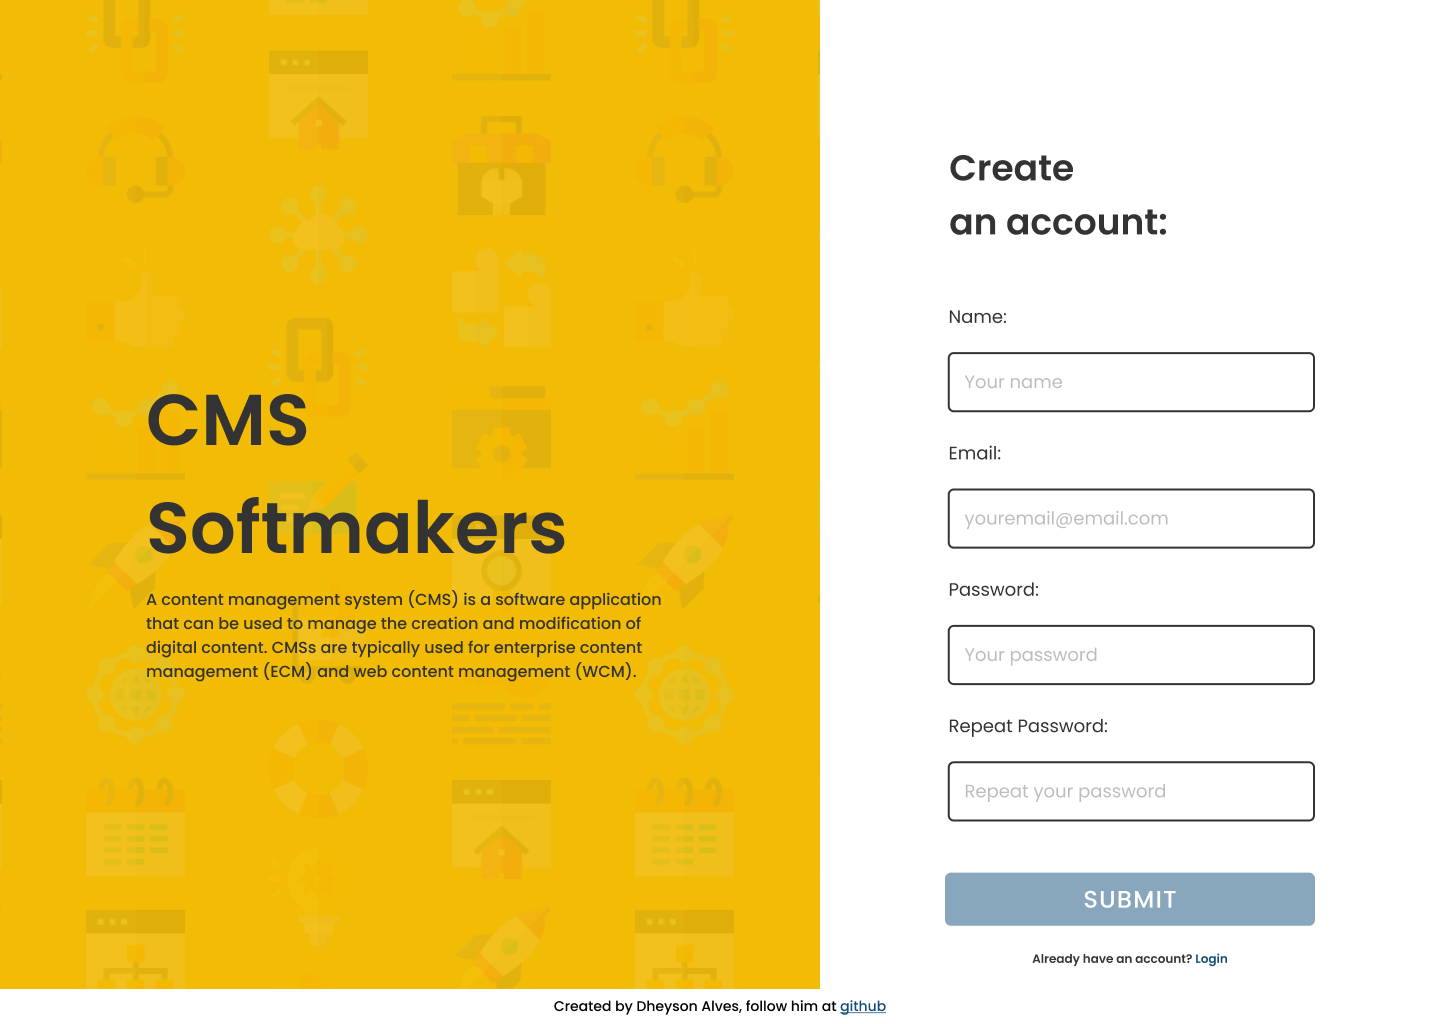 CMS
Softmakers
A content management system (CMS) is a software application
that can be used to manage the creation and modification of
digital content. CMSs are typically used for enterprise content
management (ECM) and web content management (WCM).
Create
an account:
Name:
Your name
Email:
youremail@email.com
Password:
Your password
Repeat Password:
Repeat your password
SUBMIT
Already have an account? Login
Created by Dheyson Alves, follow him at github